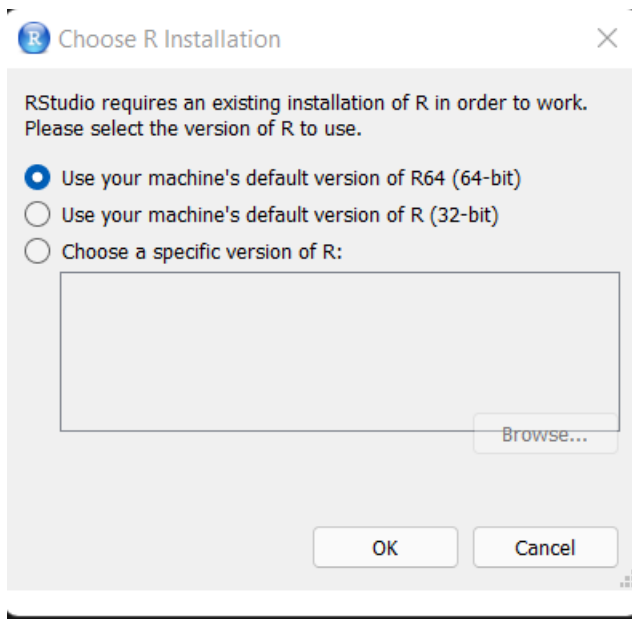 R Choose R Installation
RStudio requires an existing installation of R in order to work.
Please select the version of R to use.
Use your machine's default version of R64 (64-bit)
Use your machine's default version of R (32-bit)
Choose a specific version of R:
Browse...
OK Cancel